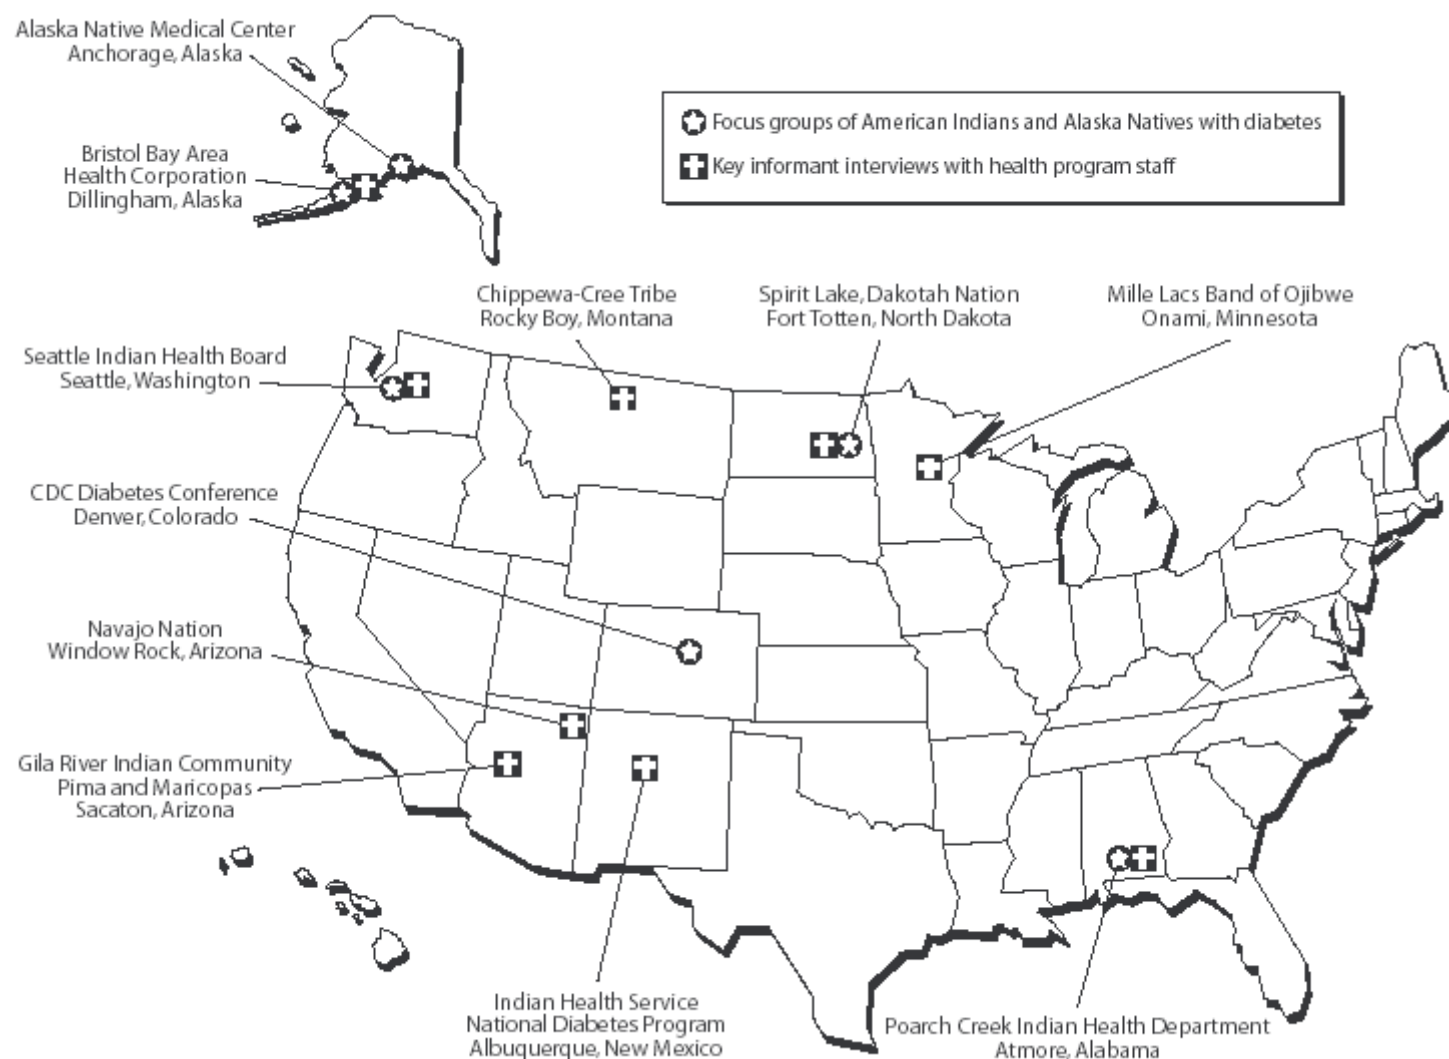 Alaska Native Medical Center
Anchorage, Alaska
Focus groups of American Indians and Alaska Natives with diabetes
Key informant interviews with health program staff
Bristol Bay Area
Health Corporation
Dillingham, Alaska
Chippewa-Cree Tribe
Rocky Boy, Montana
Spirit Lake, Dakotah Nation
Fort Totten, North Dakota
Mille Lacs Band of Ojibwe
Onami, Minnesota
Seattle Indian Health Board
Seattle, Washington
CDC Diabetes Conference
Denver, Colorado
Navajo Nation
Window Rock, Arizona
Gila River Indian Community
Pima and Maricopas
Sacaton, Arizona
Indian Health Service
National Diabetes Program
Albuquerque, New Mexico
Poarch Creek Indian Health Department
Atmore, Alabama